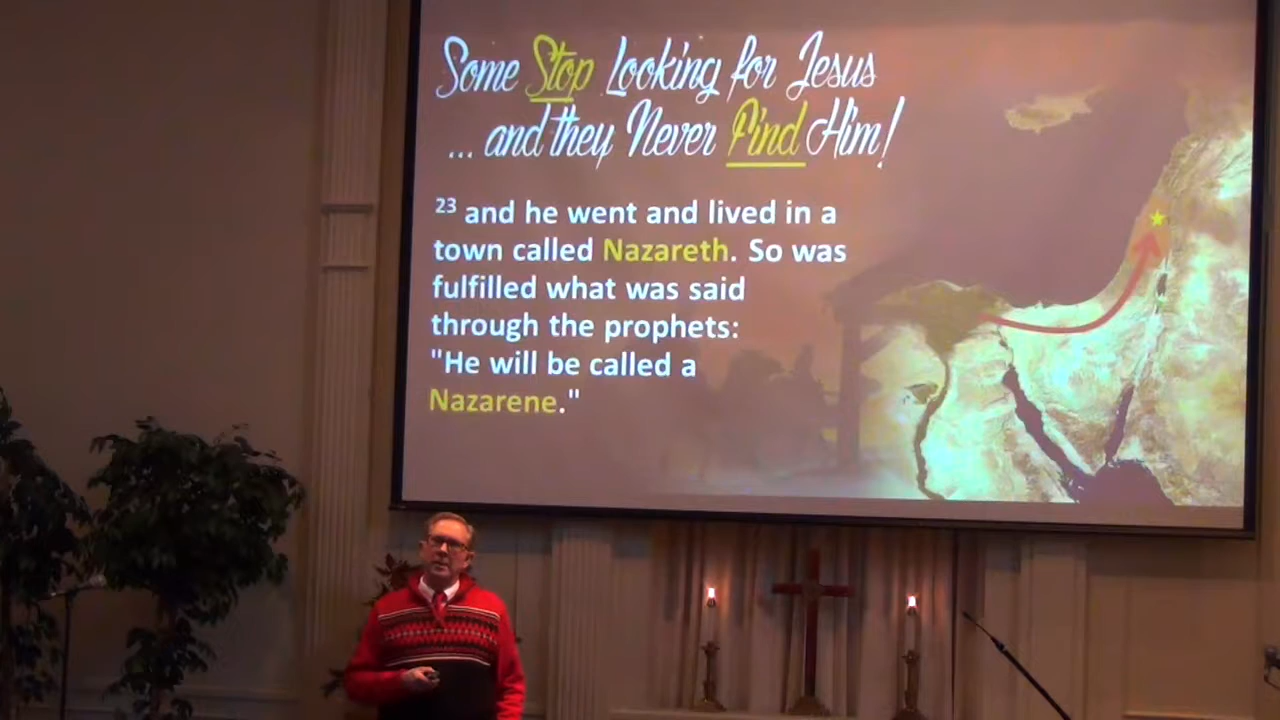 Some Stop Looking for Jesus
... and they Never Find Him!
23 and he went and lived in a
town called Nazareth. So was
fulfilled what was said
through the prophets:
"He will be called a
Nazarene."